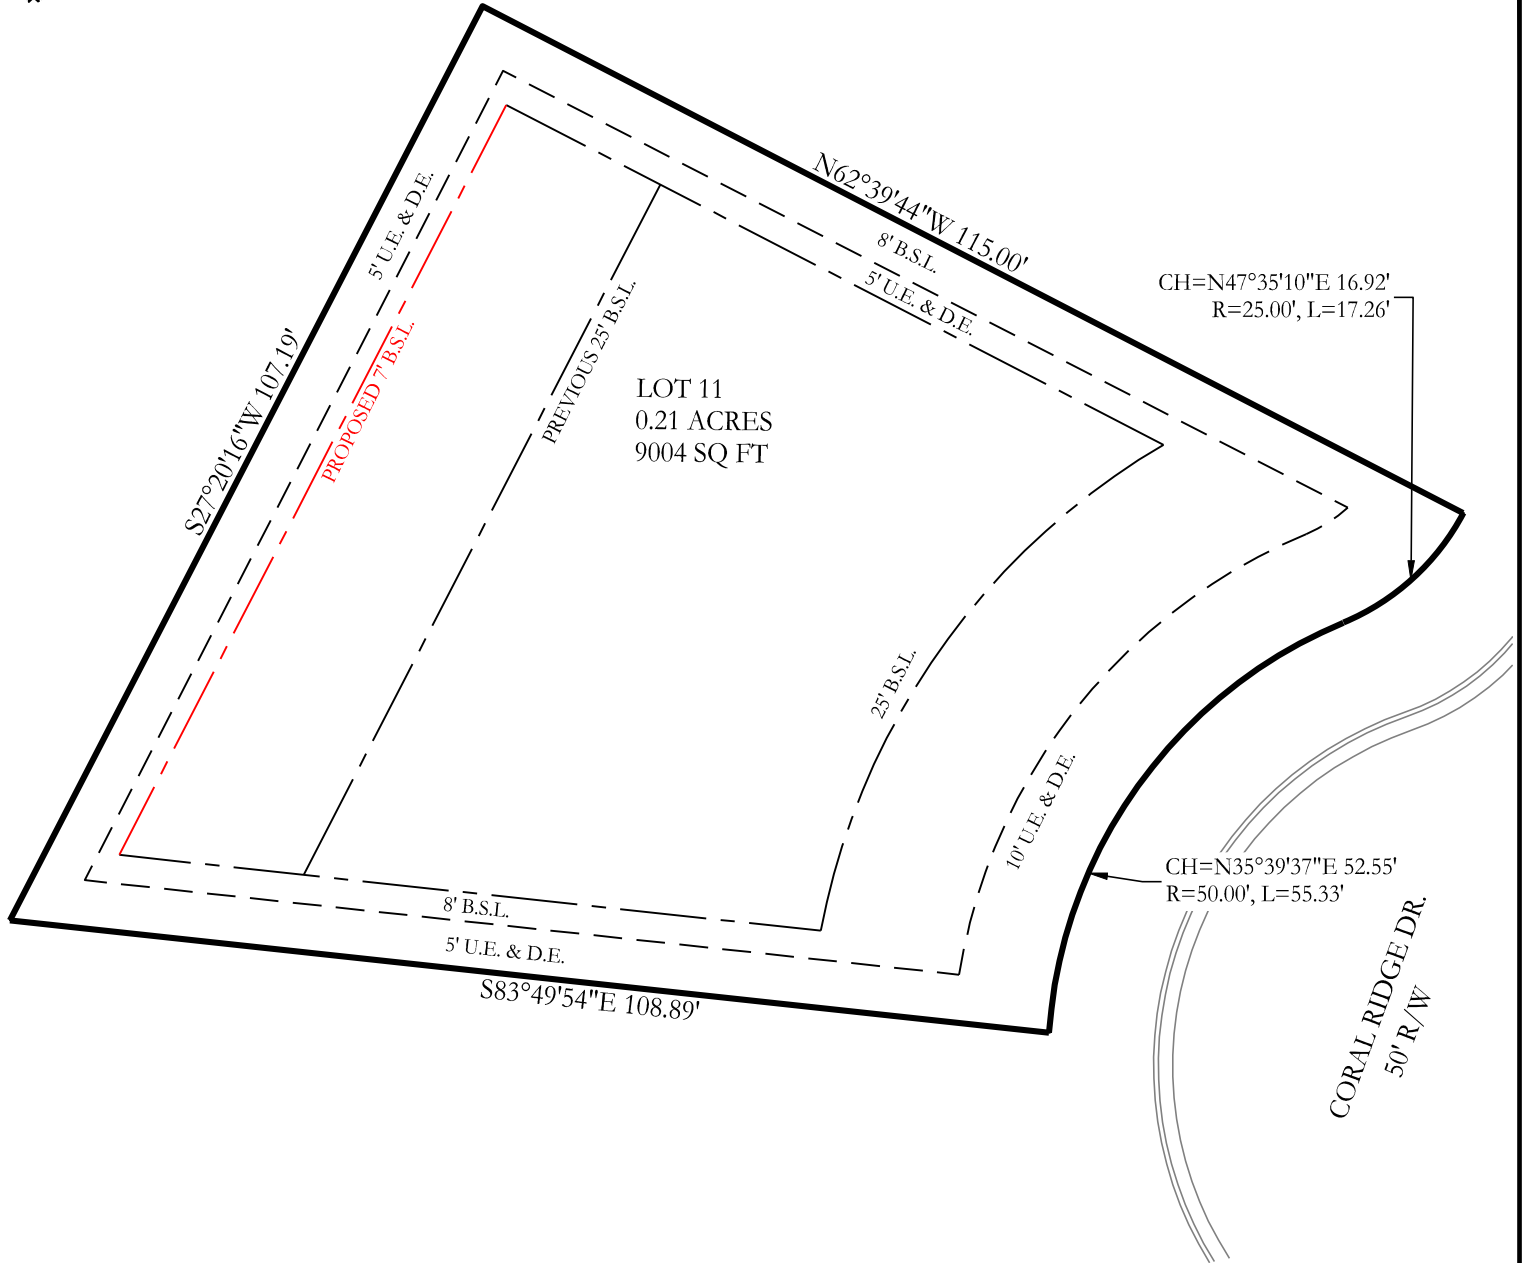 N62°39'44"W 115.00'
8' B.S.L.
5' U.E. & D.E.
5' U.E. & D.E.
CH=N47°35'10"E 16.92'
R=25.00', L=17.26'
S27°20'16"W 107.19'
PROPOSED 7' B.S.L.
PREVIOUS 25' B.S.L.
LOT 11
0.21 ACRES
9004 SQ FT
25' B.S.L.
10' U.E. & D.E.
CH=N35°39'37"E 52.55'
R=50.00', L=55.33'
8' B.S.L.
5' U.E. & D.E.
S83°49'54"E 108.89'
CORAL RIDGE DR.
50' R/W